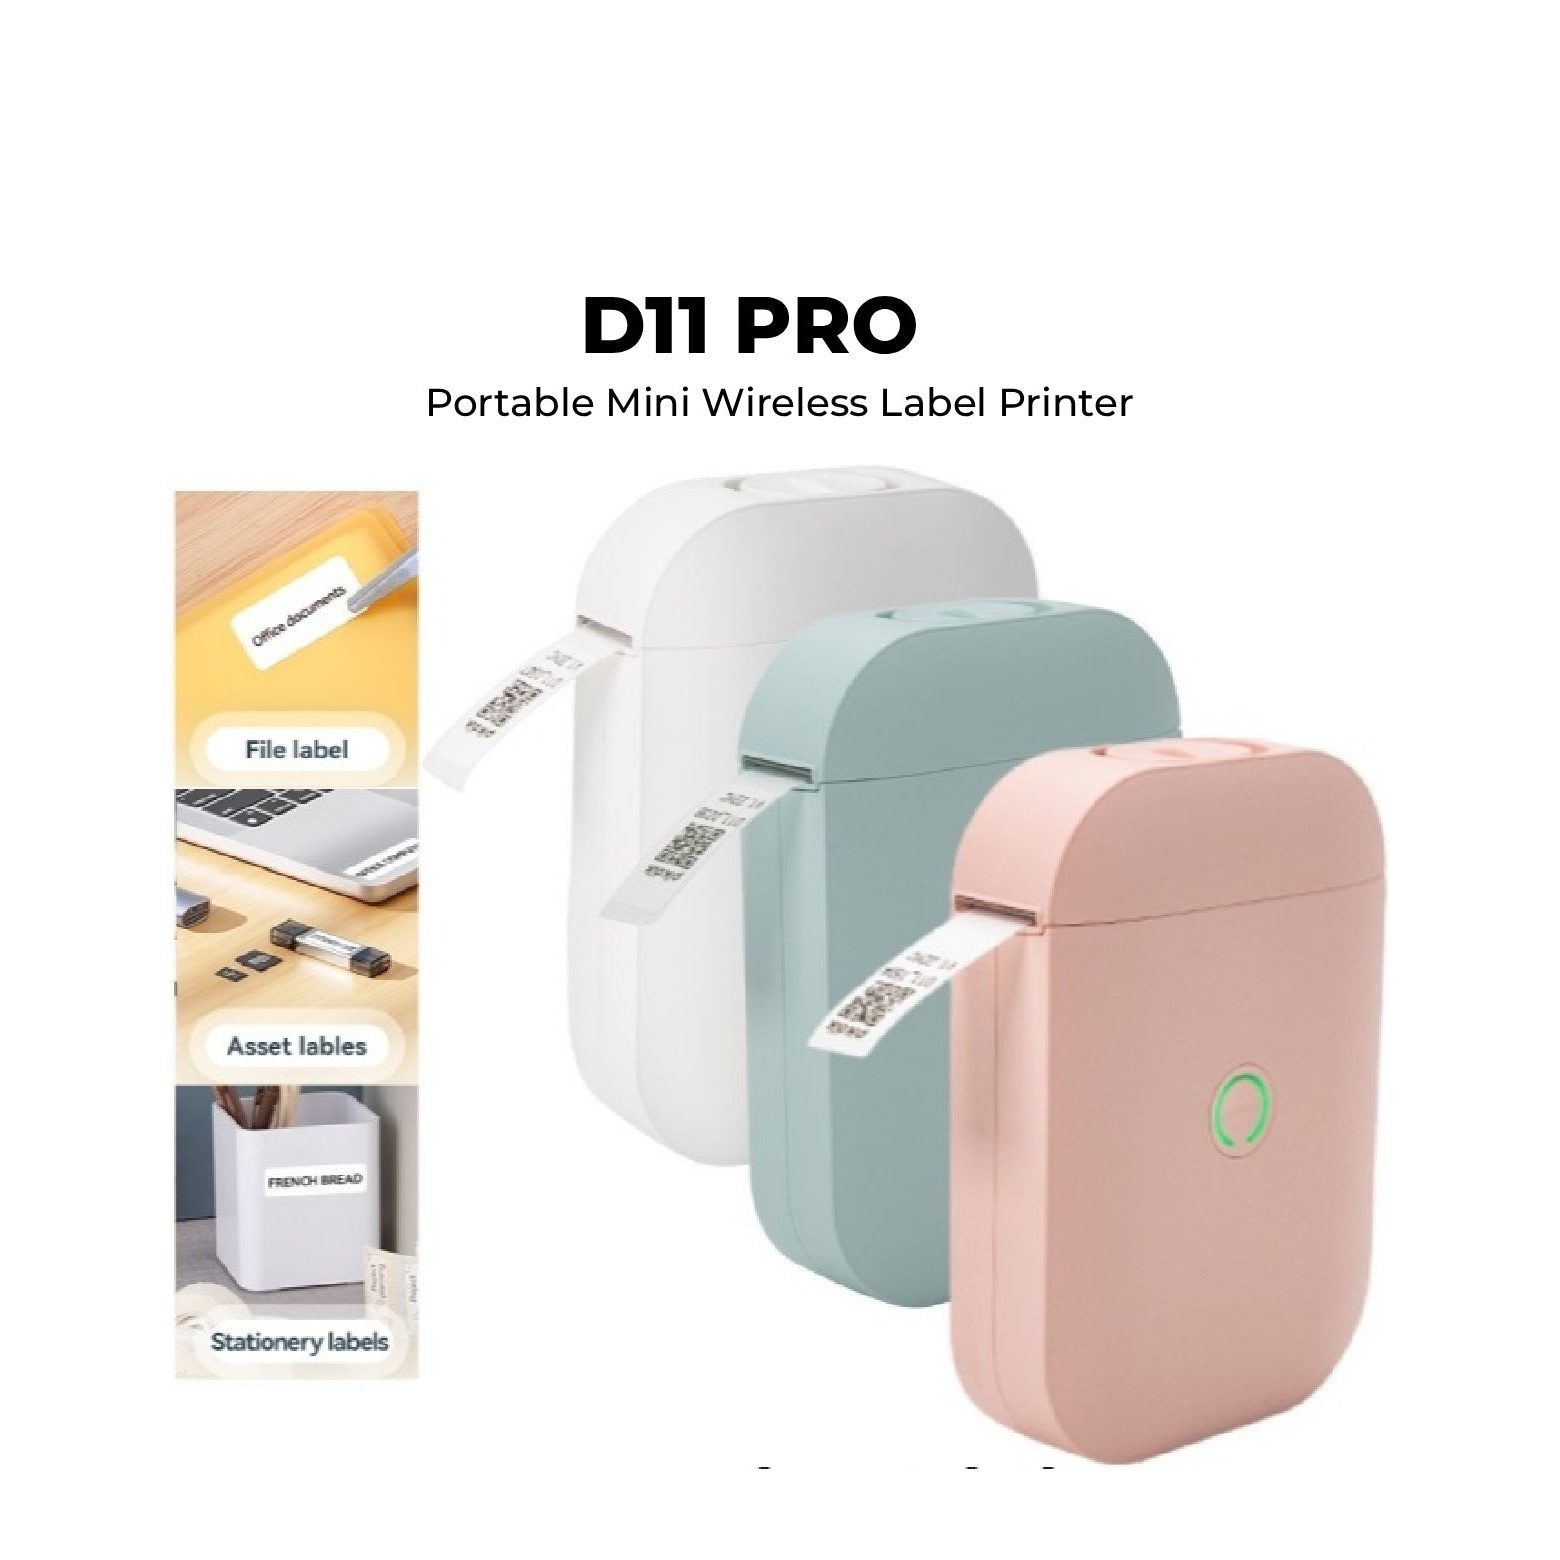 D11 PRO
Portable Mini Wireless Label Printer
Office documents
File label
Asset lables
FRENCH BREAD
Stationery labels